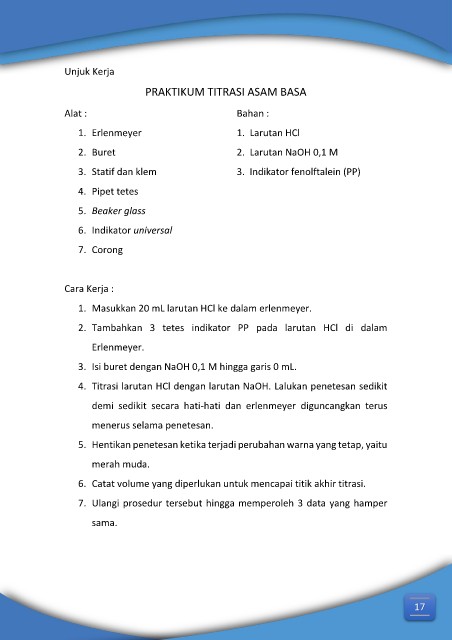 Unjuk Kerja
PRAKTIKUM TITRASI ASAM BASA
Alat :
1. Erlenmeyer
2. Buret
3. Statif dan klem
4. Pipet tetes
5. Beaker glass
6. Indikator universal
7. Corong
Bahan :
1. Larutan HCl
2. Larutan NaOH 0,1 M
3. Indikator fenolftalein (PP)
Cara Kerja :
1. Masukkan 20 mL larutan HCl ke dalam erlenmeyer.
2. Tambahkan 3 tetes indikator PP pada larutan HCl di dalam
Erlenmeyer.
3. Isi buret dengan NaOH 0,1 M hingga garis 0 mL.
4. Titrasi larutan HCl dengan larutan NaOH. Lalukan penetesan sedikit
demi sedikit secara hati-hati dan erlenmeyer diguncangkan terus
menerus selama penetesan.
5. Hentikan penetesan ketika terjadi perubahan warna yang tetap, yaitu
merah muda.
6. Catat volume yang diperlukan untuk mencapai titik akhir titrasi.
7. Ulangi prosedur tersebut hingga memperoleh 3 data yang hamper
sama.
17